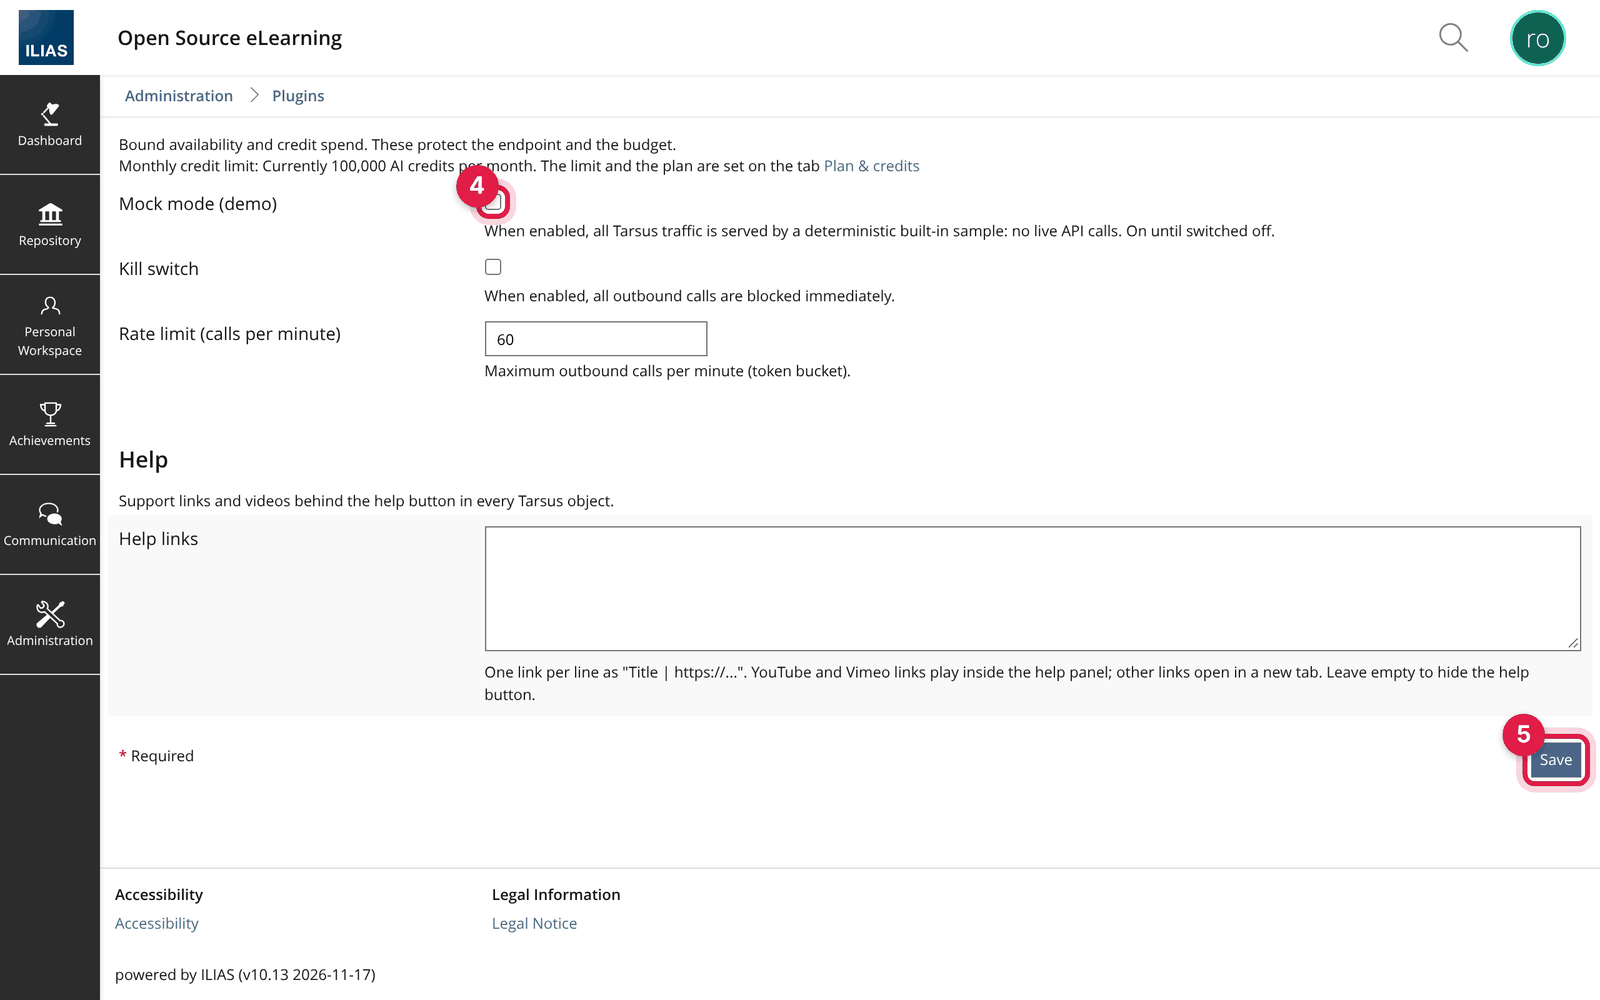 ILIAS
Open Source eLearning
ro
Dashboard
Repository
Personal
Workspace
Achievements
Communication
Administration
Administration
Plugins
Bound availability and credit spend. These protect the endpoint and the budget.
Monthly credit limit: Currently 100,000 AI credits per month. The limit and the plan are set on the tab Plan & credits
4
Mock mode (demo)
When enabled, all Tarsus traffic is served by a deterministic built-in sample: no live API calls. On until switched off.
Kill switch
When enabled, all outbound calls are blocked immediately.
Rate limit (calls per minute)
60
Maximum outbound calls per minute (token bucket).
Help
Support links and videos behind the help button in every Tarsus object.
Help links
One link per line as "Title | https://...". YouTube and Vimeo links play inside the help panel; other links open in a new tab. Leave empty to hide the help
button.
5
* Required
Save
Accessibility
Accessibility
Legal Information
Legal Notice
powered by ILIAS (v10.13 2026-11-17)